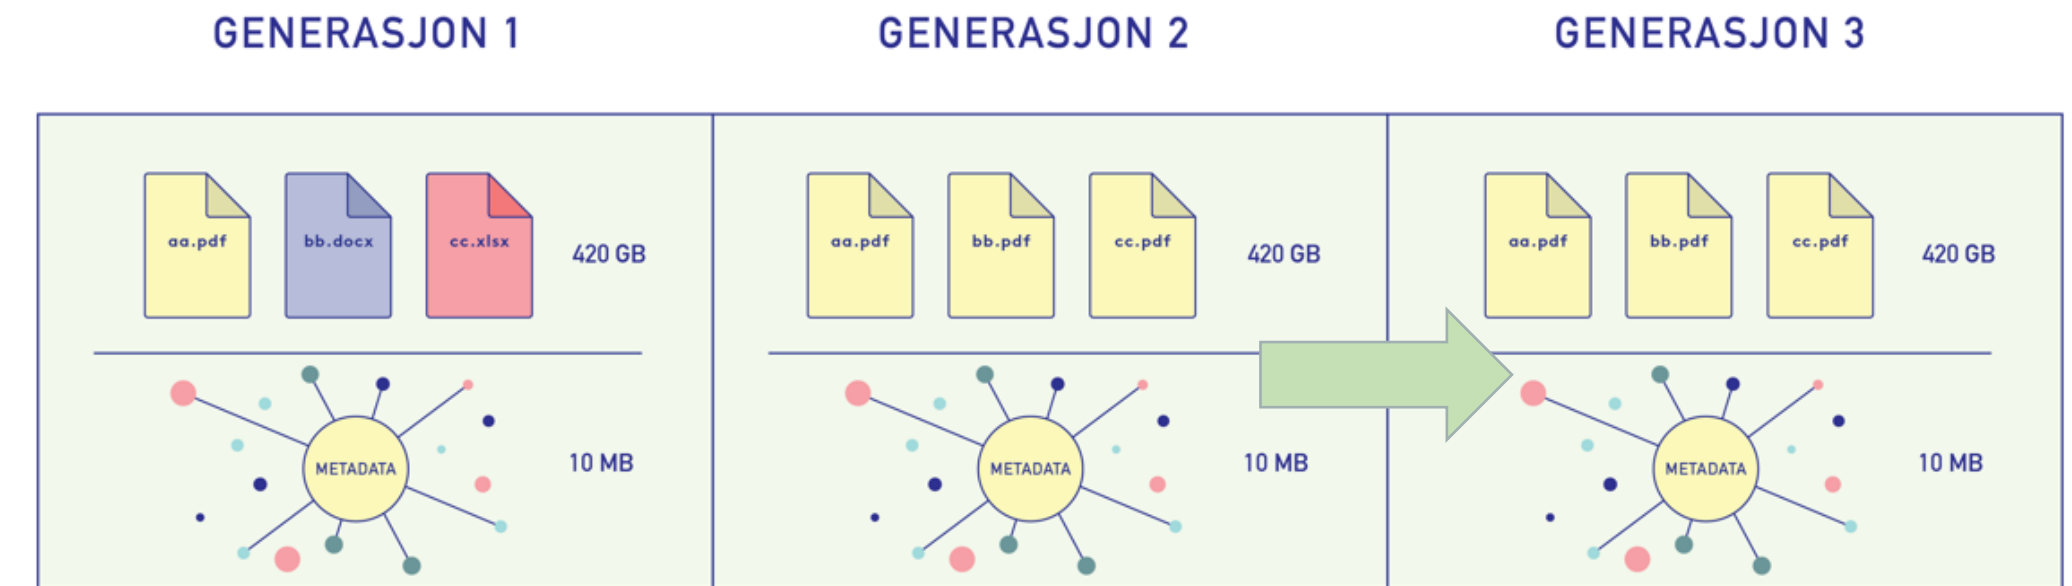 GENERASJON 1
GENERASJON 2
GENERASJON 3
aa.pdf
bb.docx
cc.xlsx
420 GB
METADATA
10 MB
aa.pdf
bb.pdf
cc.pdf
420 GB
METADATA
10 MB
aa.pdf
bb.pdf
cc.pdf
420 GB
METADATA
10 MB